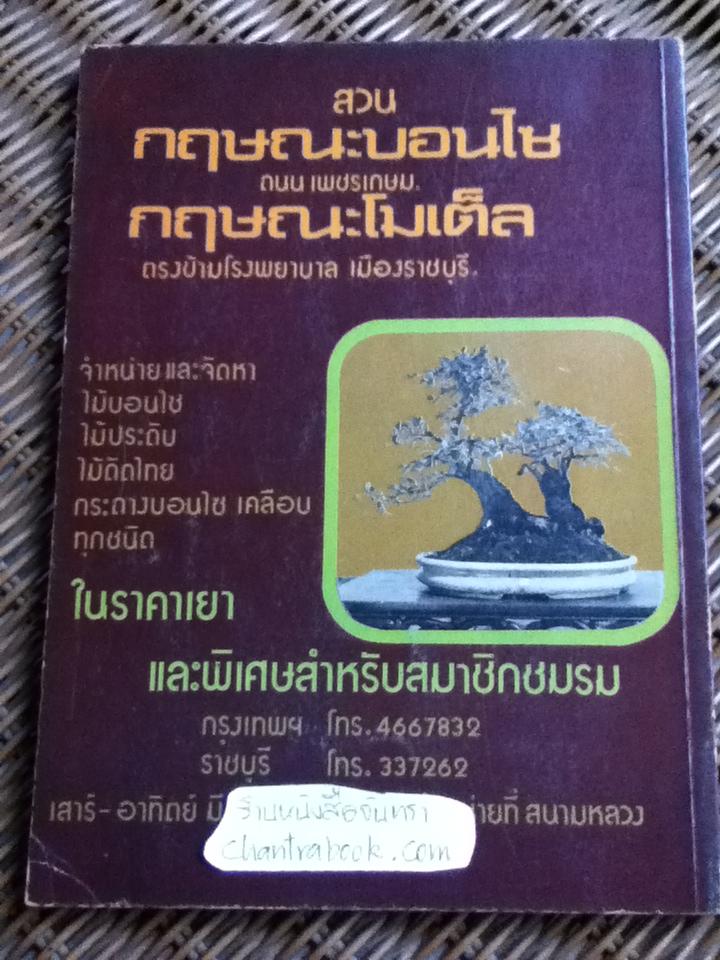 สวน
กฤษณะบอนไซ
ถนน เพชรเกษม.
กฤษณะโมเต็ล
ตรงข้ามโรงพยาบาล เมืองราชบุรี.
จำหน่ายและจัดหา
ไม้บอนไซ
ไม้ประดับ
ไม้ดัดไทย
กระถางบอนไซ เคลือบ
ทุกชนิด
ในราคาเยา
และพิเศษสำหรับสมาชิกชมรม
กรุงเทพฯ โทร. 4667832
ราชบุรี โทร. 337262
เสาร์-อาทิตย์ ที่ สนามหลวง
ร้านหนังสือจันทรา
chantrabook.com